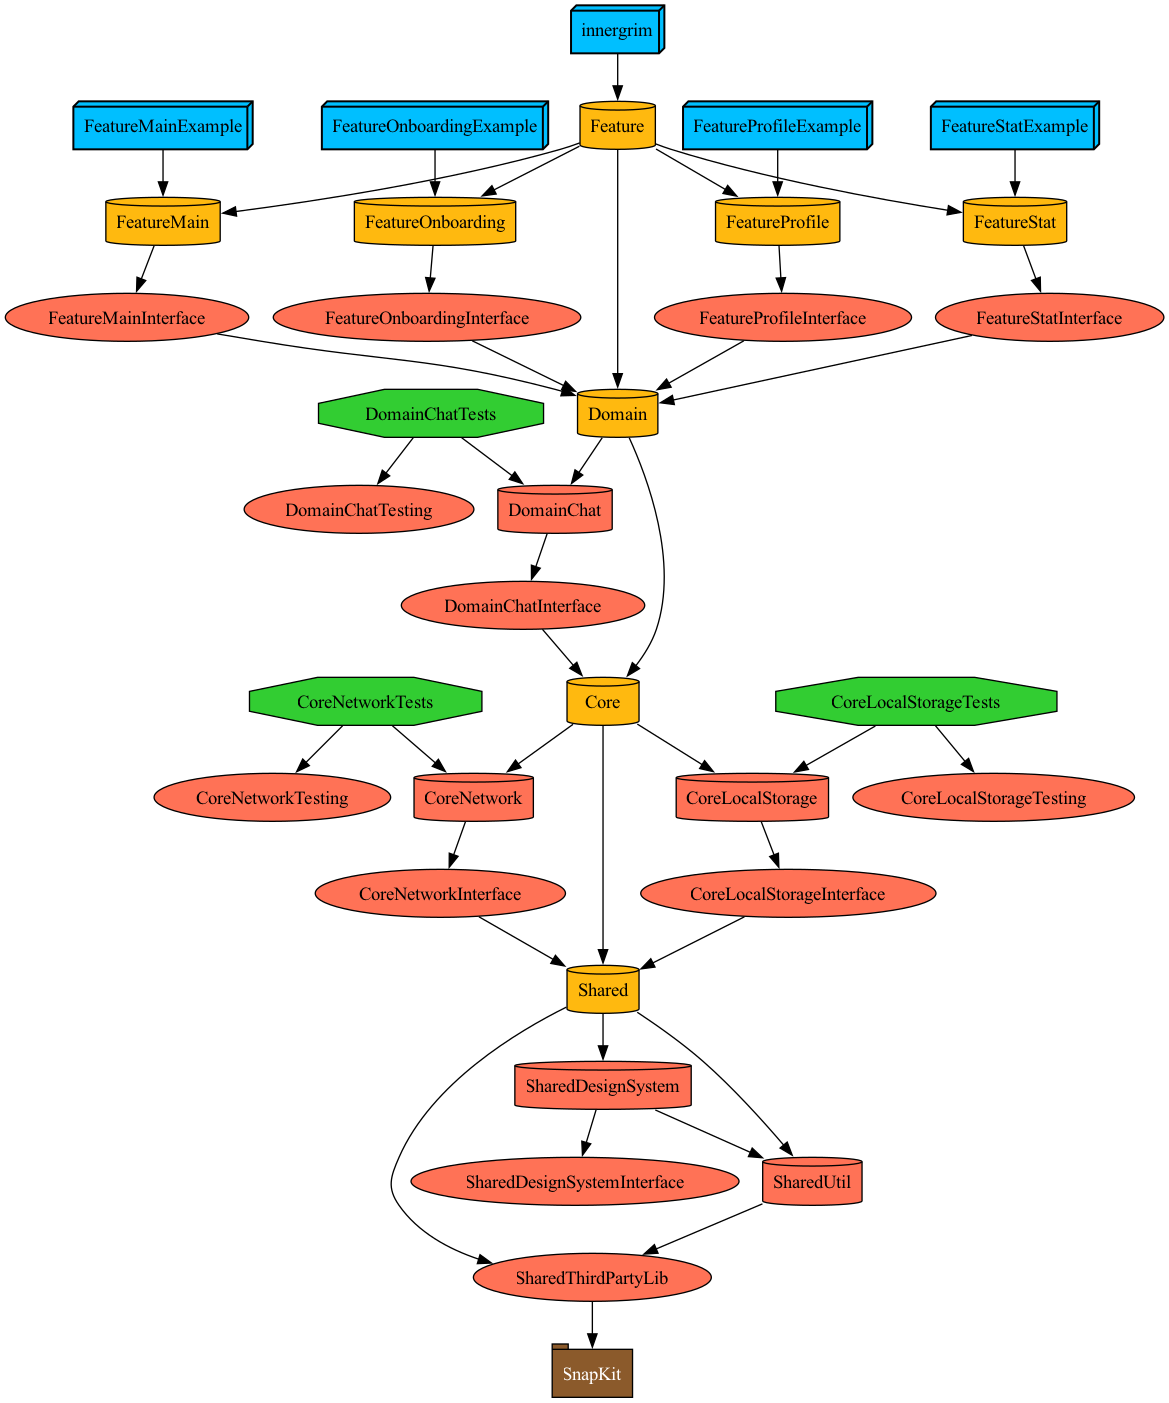 innergrim
FeatureMainExample
FeatureOnboardingExample
Feature
FeatureProfileExample
FeatureStatExample
FeatureMain
FeatureOnboarding
FeatureProfile
FeatureStat
FeatureMainInterface
FeatureOnboardingInterface
FeatureProfileInterface
FeatureStatInterface
DomainChatTests
Domain
DomainChatTesting
DomainChat
DomainChatInterface
CoreNetworkTests
Core
CoreLocalStorageTests
CoreNetworkTesting
CoreNetwork
CoreLocalStorage
CoreLocalStorageTesting
CoreNetworkInterface
CoreLocalStorageInterface
Shared
SharedDesignSystem
SharedDesignSystemInterface
SharedUtil
SharedThirdPartyLib
SnapKit